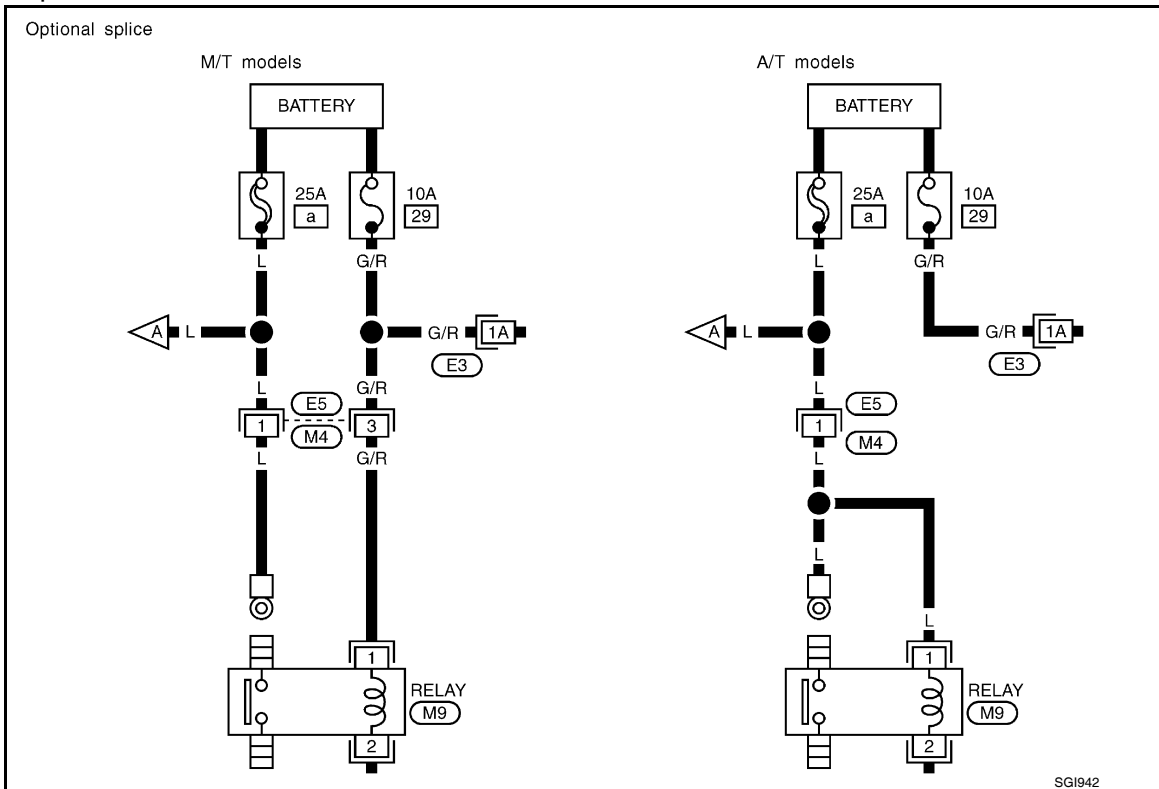 Optional splice
M/T models
BATTERY
25A
a
10A
29
L
G/R
A
L
G/R
1A
E3
L
G/R
1
E5
M4
3
L
G/R
1
RELAY
M9
2
A/T models
BATTERY
25A
a
10A
29
L
G/R
A
L
G/R
1A
E3
L
1
E5
M4
L
L
L
1
RELAY
M9
2
SGI942